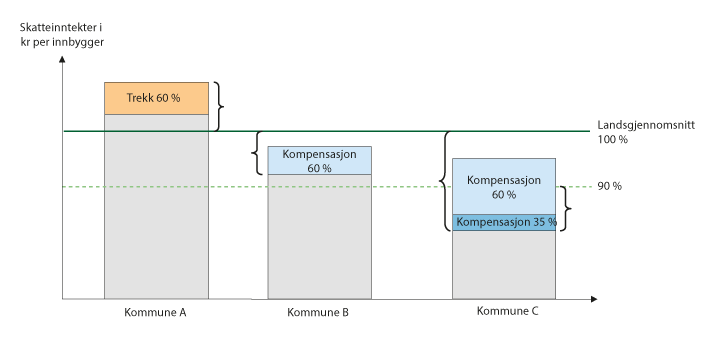 Skatteinntekter i
kr per innbygger
Trekk 60 %
Landsgjennomsnitt
100 %
Kompensasjon
60 %
Kompensasjon
60 %
90 %
Kompensasjon 35 %
Kommune A
Kommune B
Kommune C